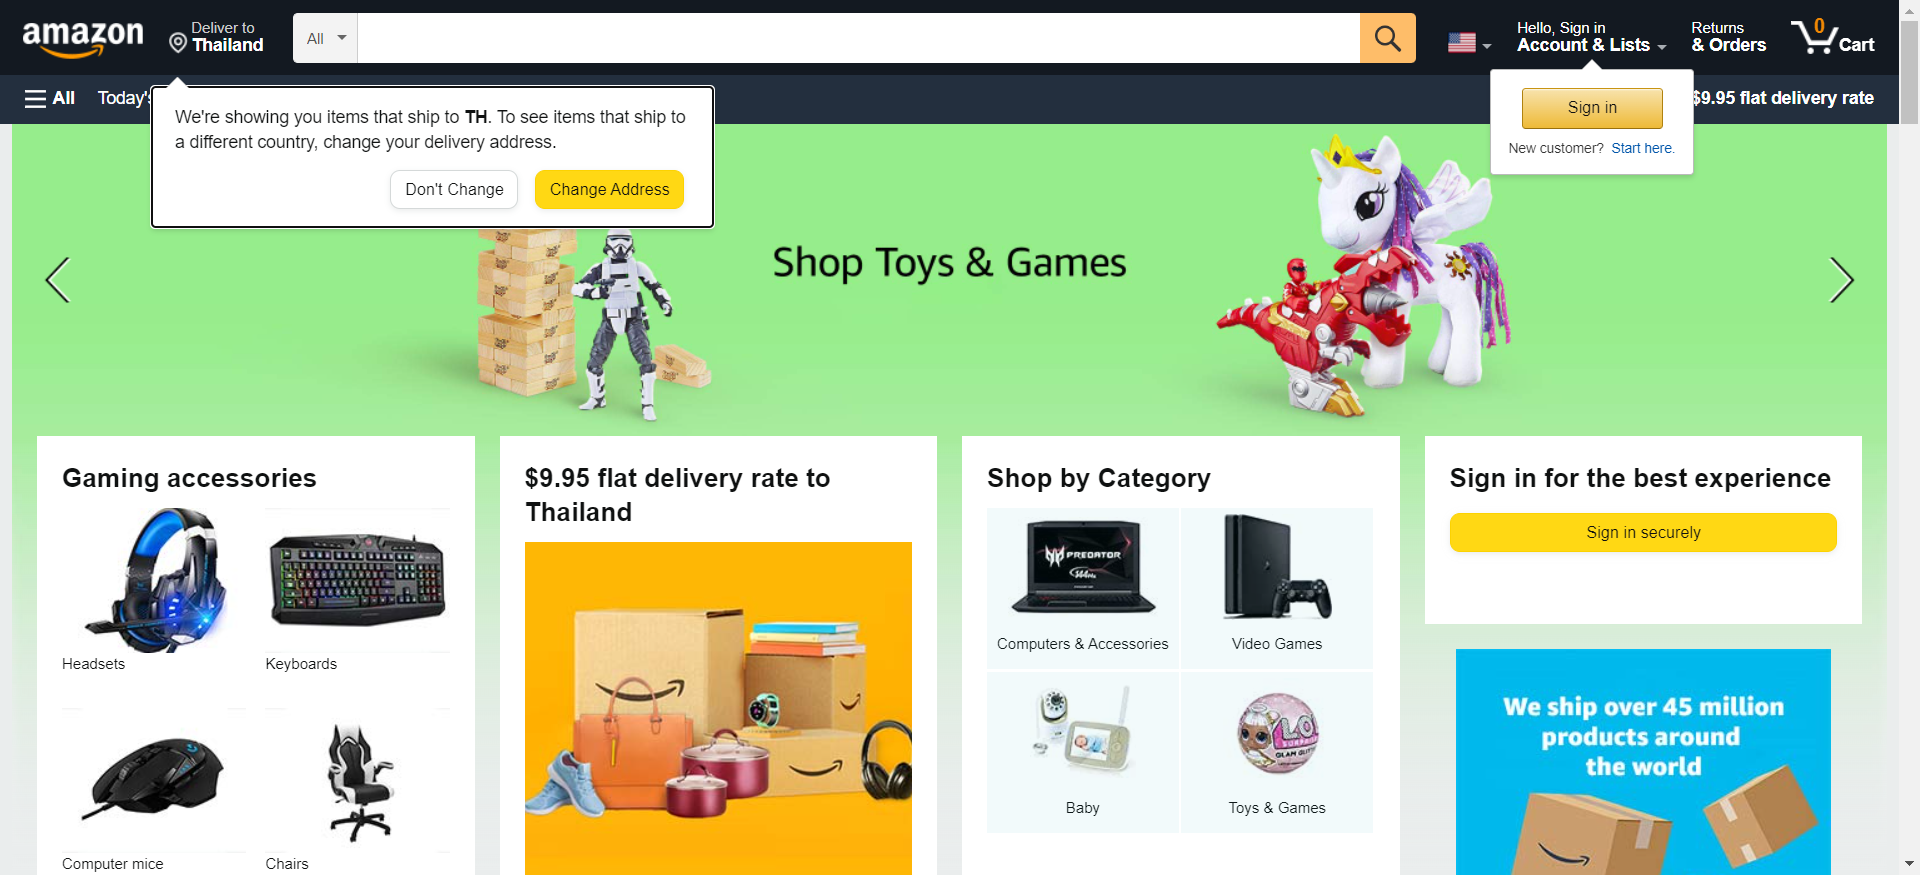 amazon
Deliver to
Thailand
All
Hello, Sign in
Account & Lists
Returns
& Orders
0
Cart
All
Today's
$9.95 flat delivery rate
We're showing you items that ship to TH. To see items that ship to
a different country, change your delivery address.
Don't Change
Change Address
Sign in
New customer? Start here.
Shop Toys & Games
Gaming accessories
Headsets
Keyboards
Computer mice
Chairs
$9.95 flat delivery rate to
Thailand
Shop by Category
PREDATOR
144Hz
Computers & Accessories
Video Games
Baby
L.O.L
SURPRISE
GLAM GLITTER
Toys & Games
Sign in for the best experience
Sign in securely
We ship over 45 million
products around
the world